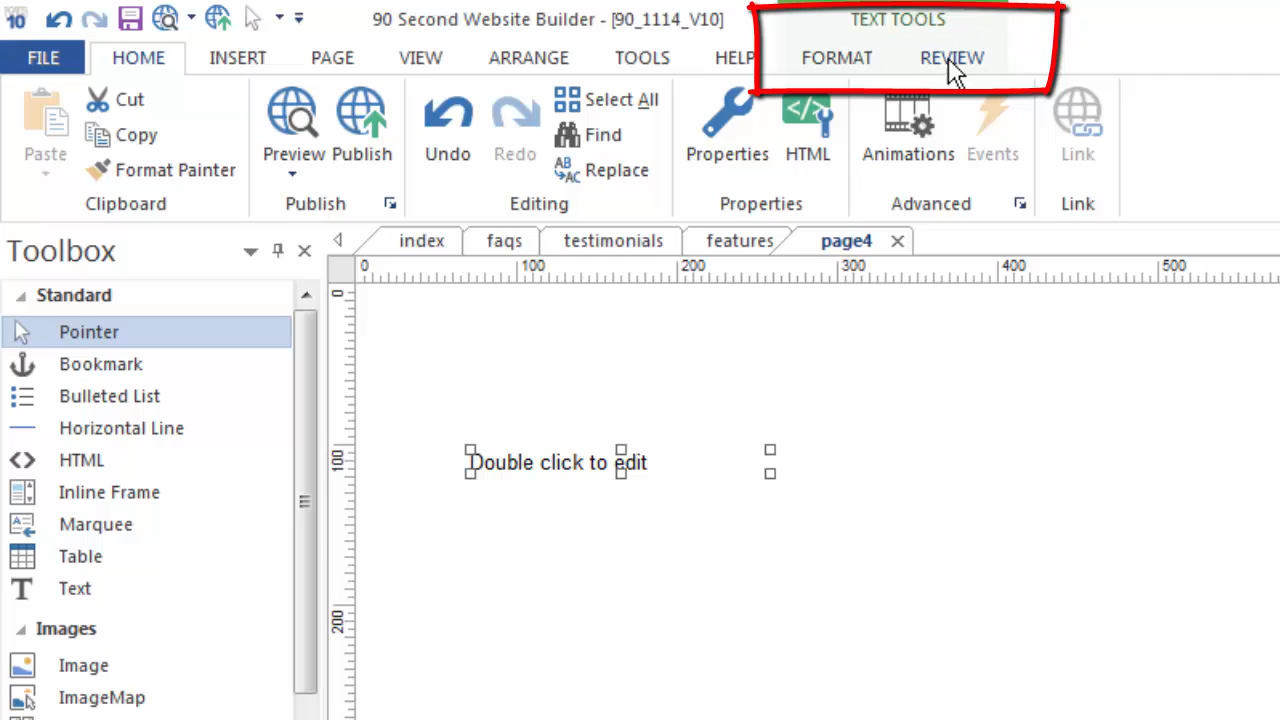 10
90 Second Website Builder - [90_1114_V10]
TEXT TOOLS
FILE HOME INSERT PAGE VIEW ARRANGE TOOLS HELP FORMAT REVIEW
Paste
Cut
Copy
Format Painter
Clipboard
Preview Publish
Publish
Undo Redo
Select All
Find
AB AC Replace
Editing
Properties HTML
Properties
Animations Events
Advanced
Link
Link
Toolbox
index faqs testimonials features page4
0 100 200 300 400 500
Standard
Pointer
Bookmark
Bulleted List
Horizontal Line
HTML
Inline Frame
Marquee
Table
Text
Images
Image
ImageMap
0
100
200
Double click to edit